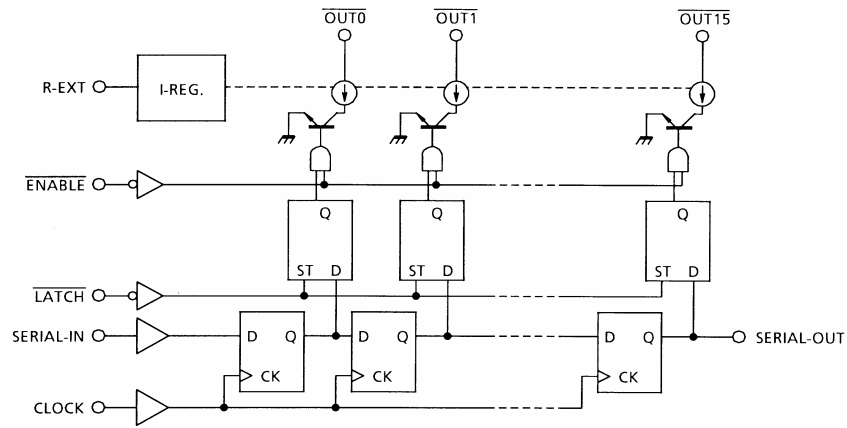 OUT0 OUT1 OUT15
R-EXT I-REG.
ENABLE
Q Q Q
ST D ST D ST D
LATCH
SERIAL-IN D Q D Q D Q SERIAL-OUT
CK CK CK
CLOCK